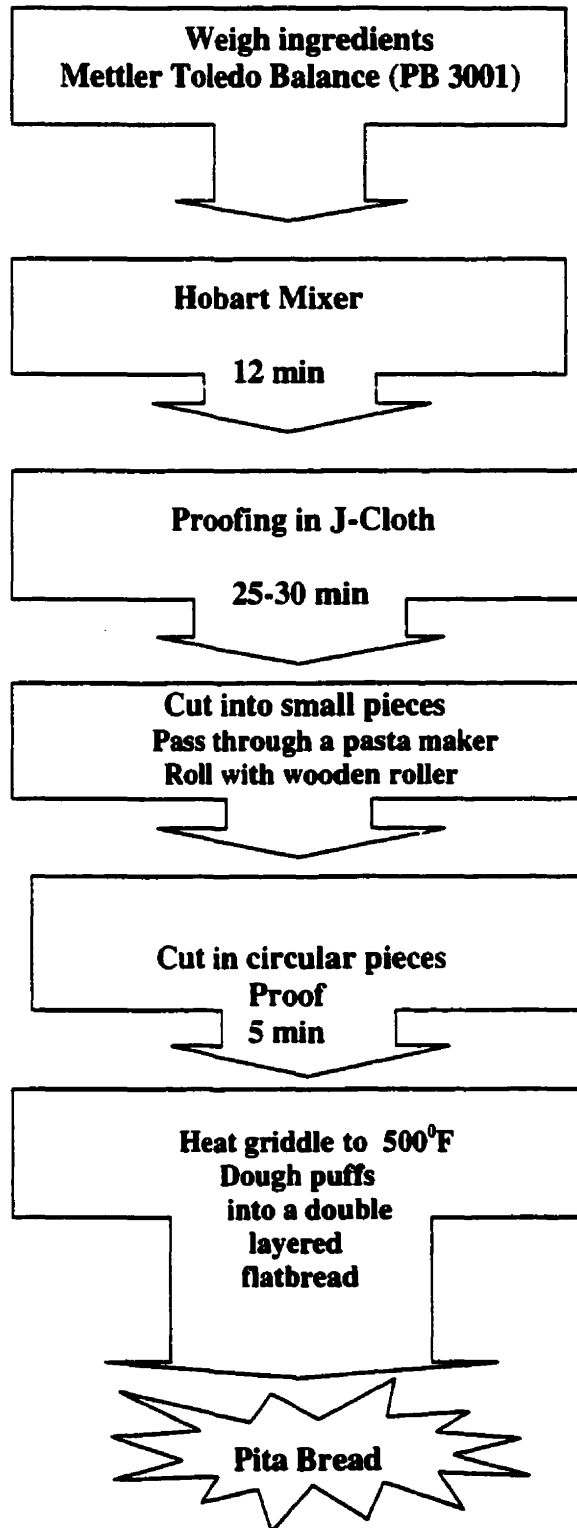 Weigh ingredients
Mettler Toledo Balance (PB 3001)
Hobart Mixer
12 min
Proofing in J-Cloth
25-30 min
Cut into small pieces
Pass through a pasta maker
Roll with wooden roller
Cut in circular pieces
Proof
5 min
Heat griddle to 500⁰F
Dough puffs
into a double
layered
flatbread
Pita Bread